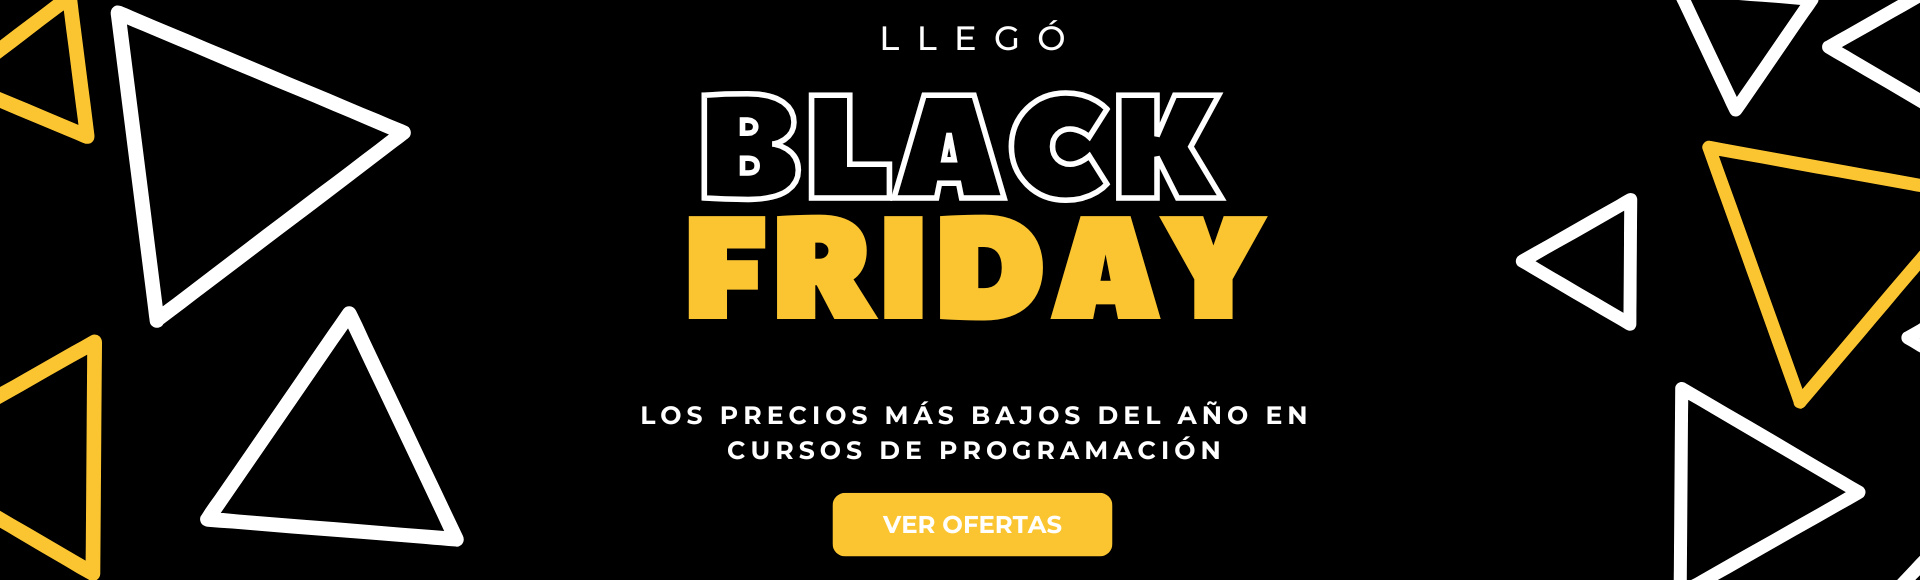 LLEGÓ
BLACK
FRIDAY
LOS PRECIOS MÁS BAJOS DEL AÑO EN
CURSOS DE PROGRAMACIÓN
VER OFERTAS